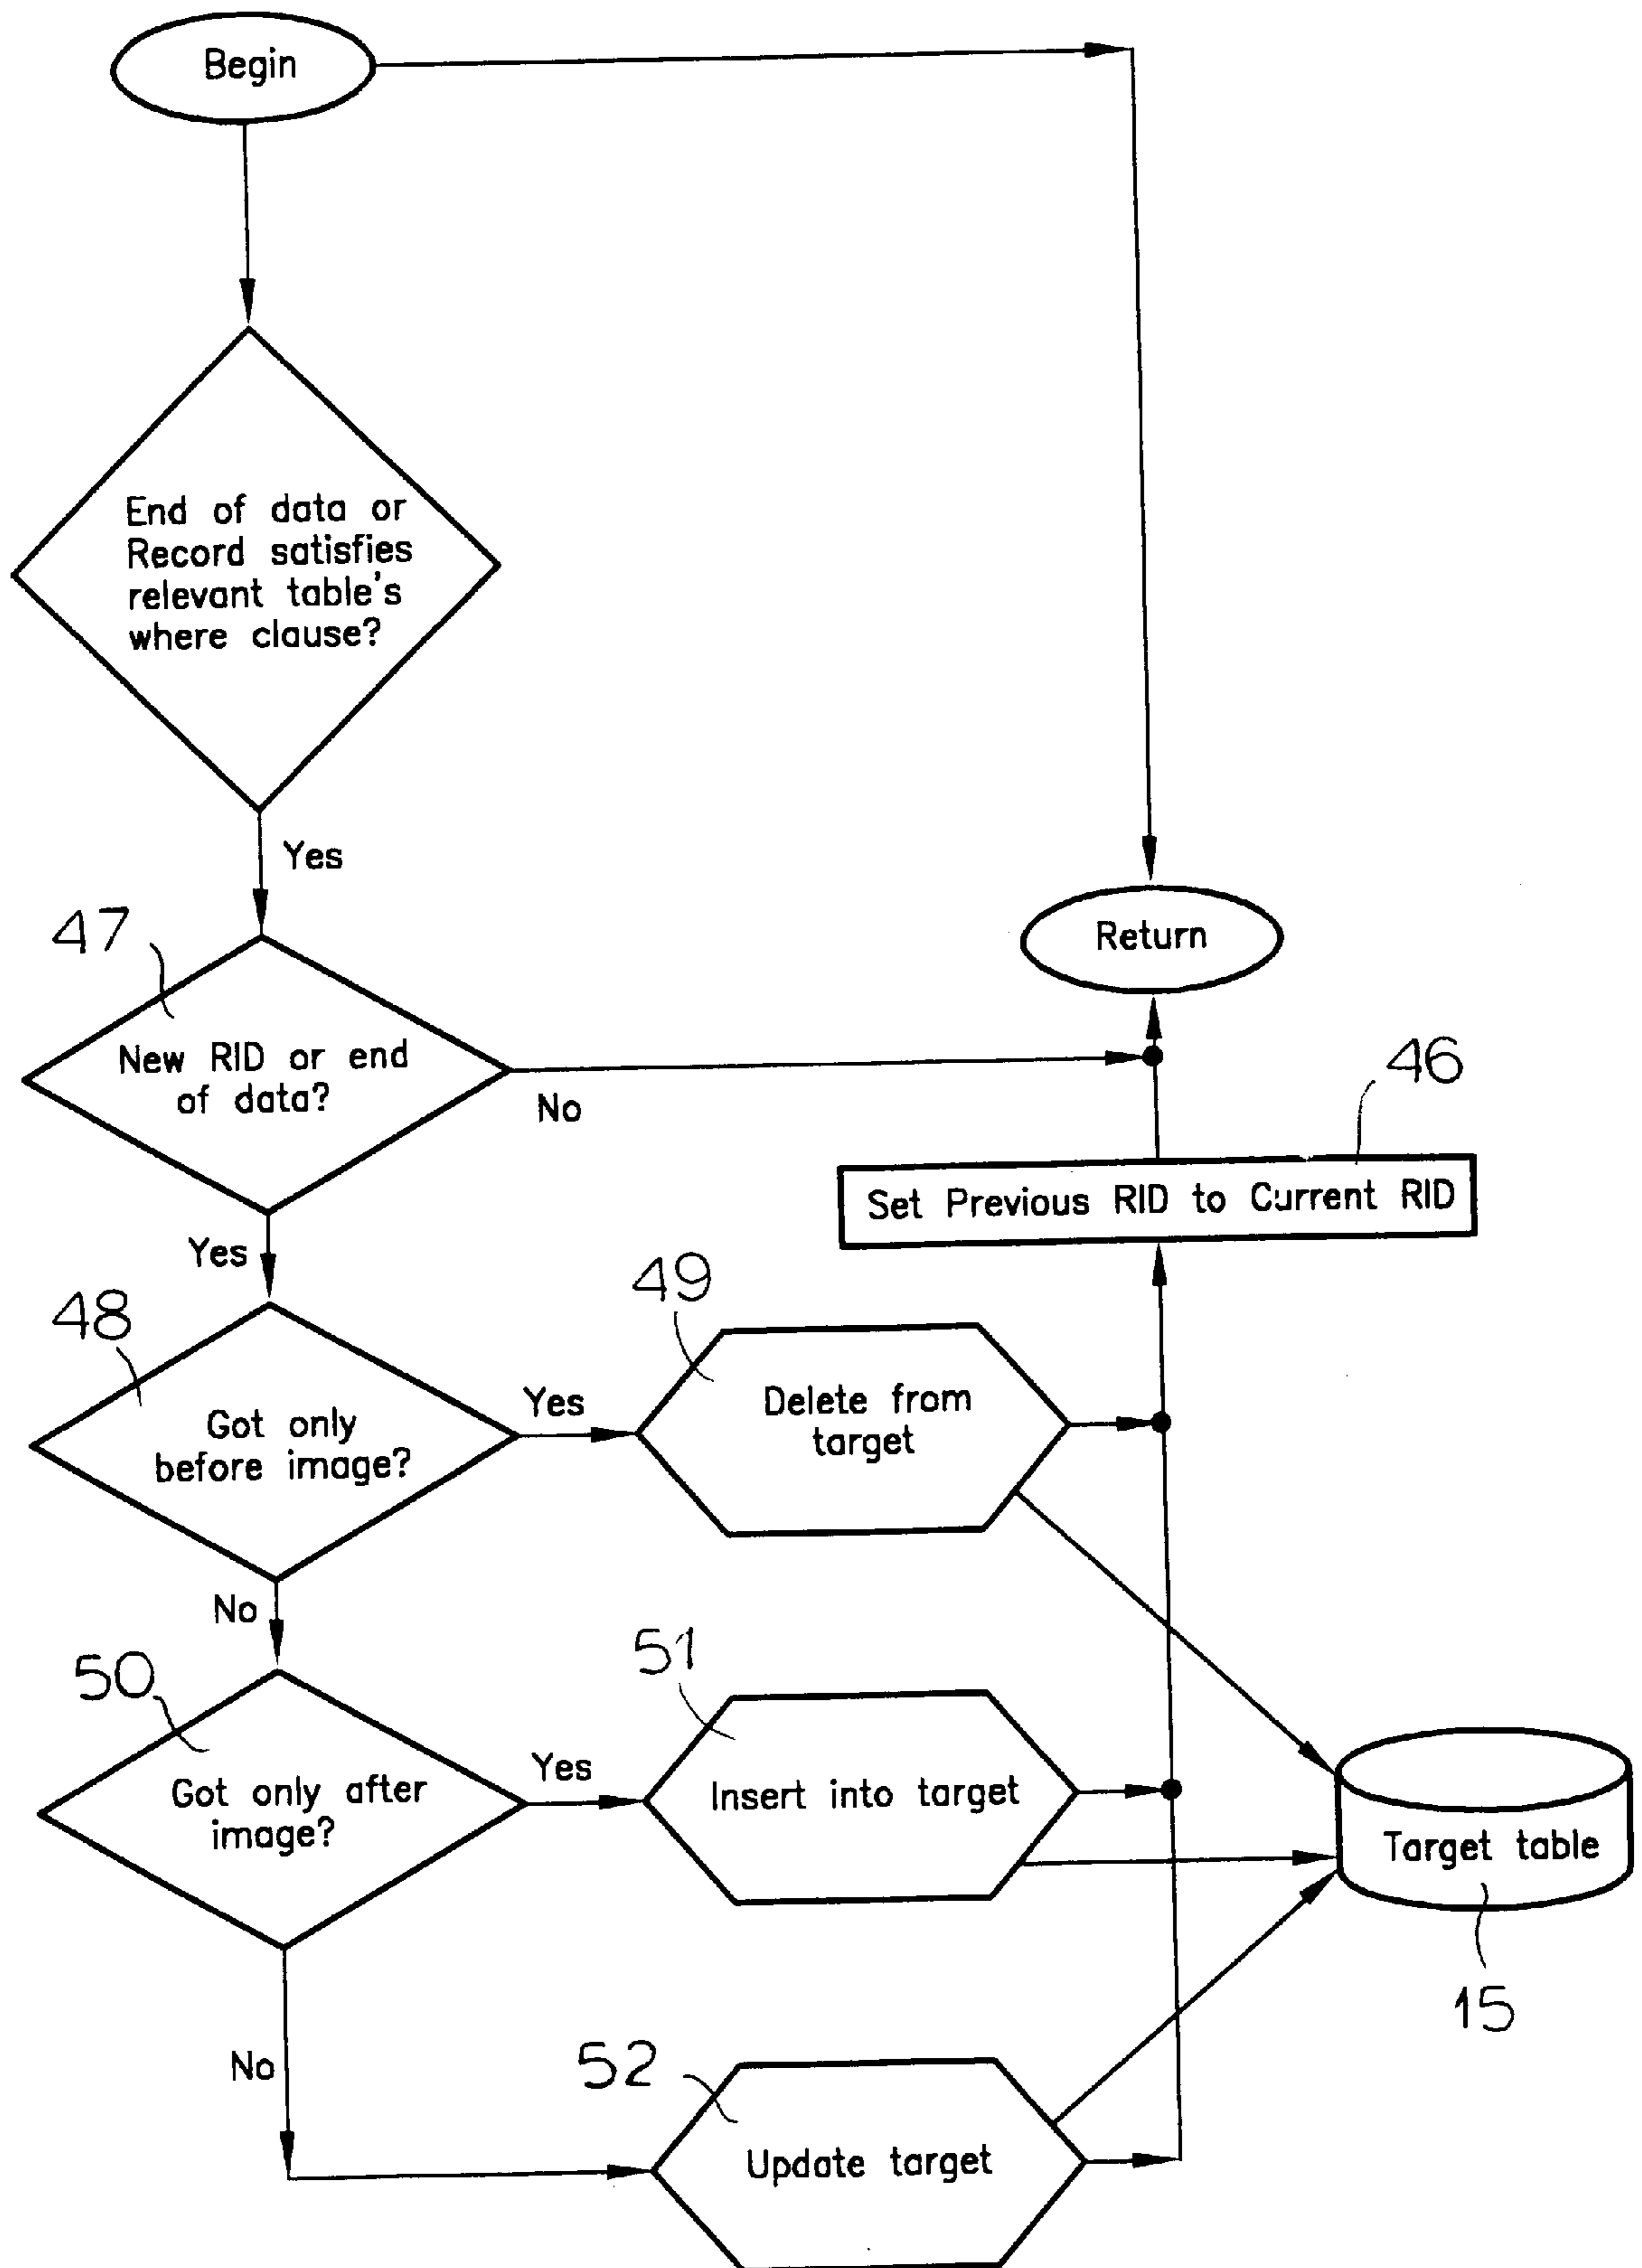 Begin
End of data or
Record satisfies
relevant table's
where clause?
Yes
47
New RID or end
of data?
No
Return
46
Set Previous RID to Current RID
Yes
48
Got only
before image?
Yes
49
Delete from
target
No
50
Got only after
image?
Yes
51
Insert into target
Target table
15
No
52
Update target